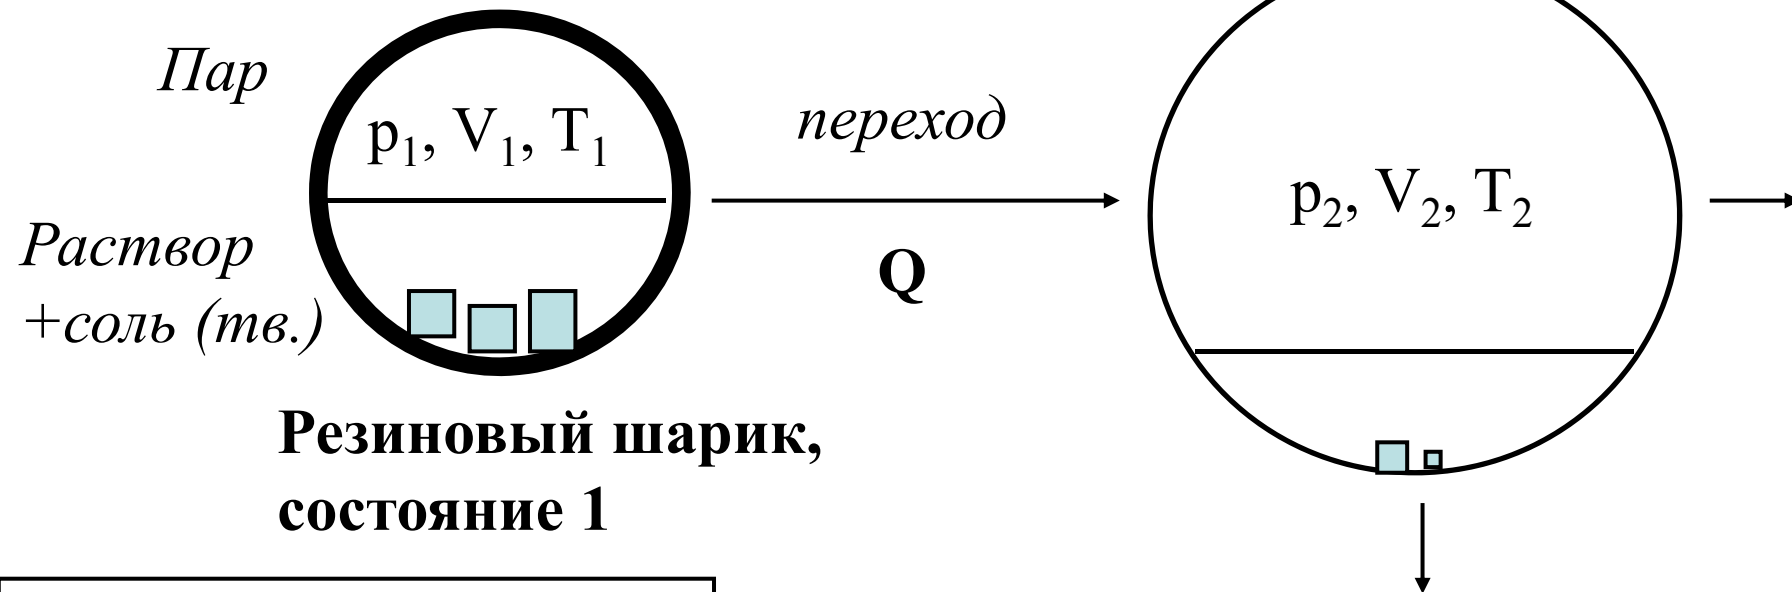 Пар
p₁, V₁, T₁
переход
p₂, V₂, T₂
Раствор
+соль (тв.)
Q
Резиновый шарик,
состояние 1